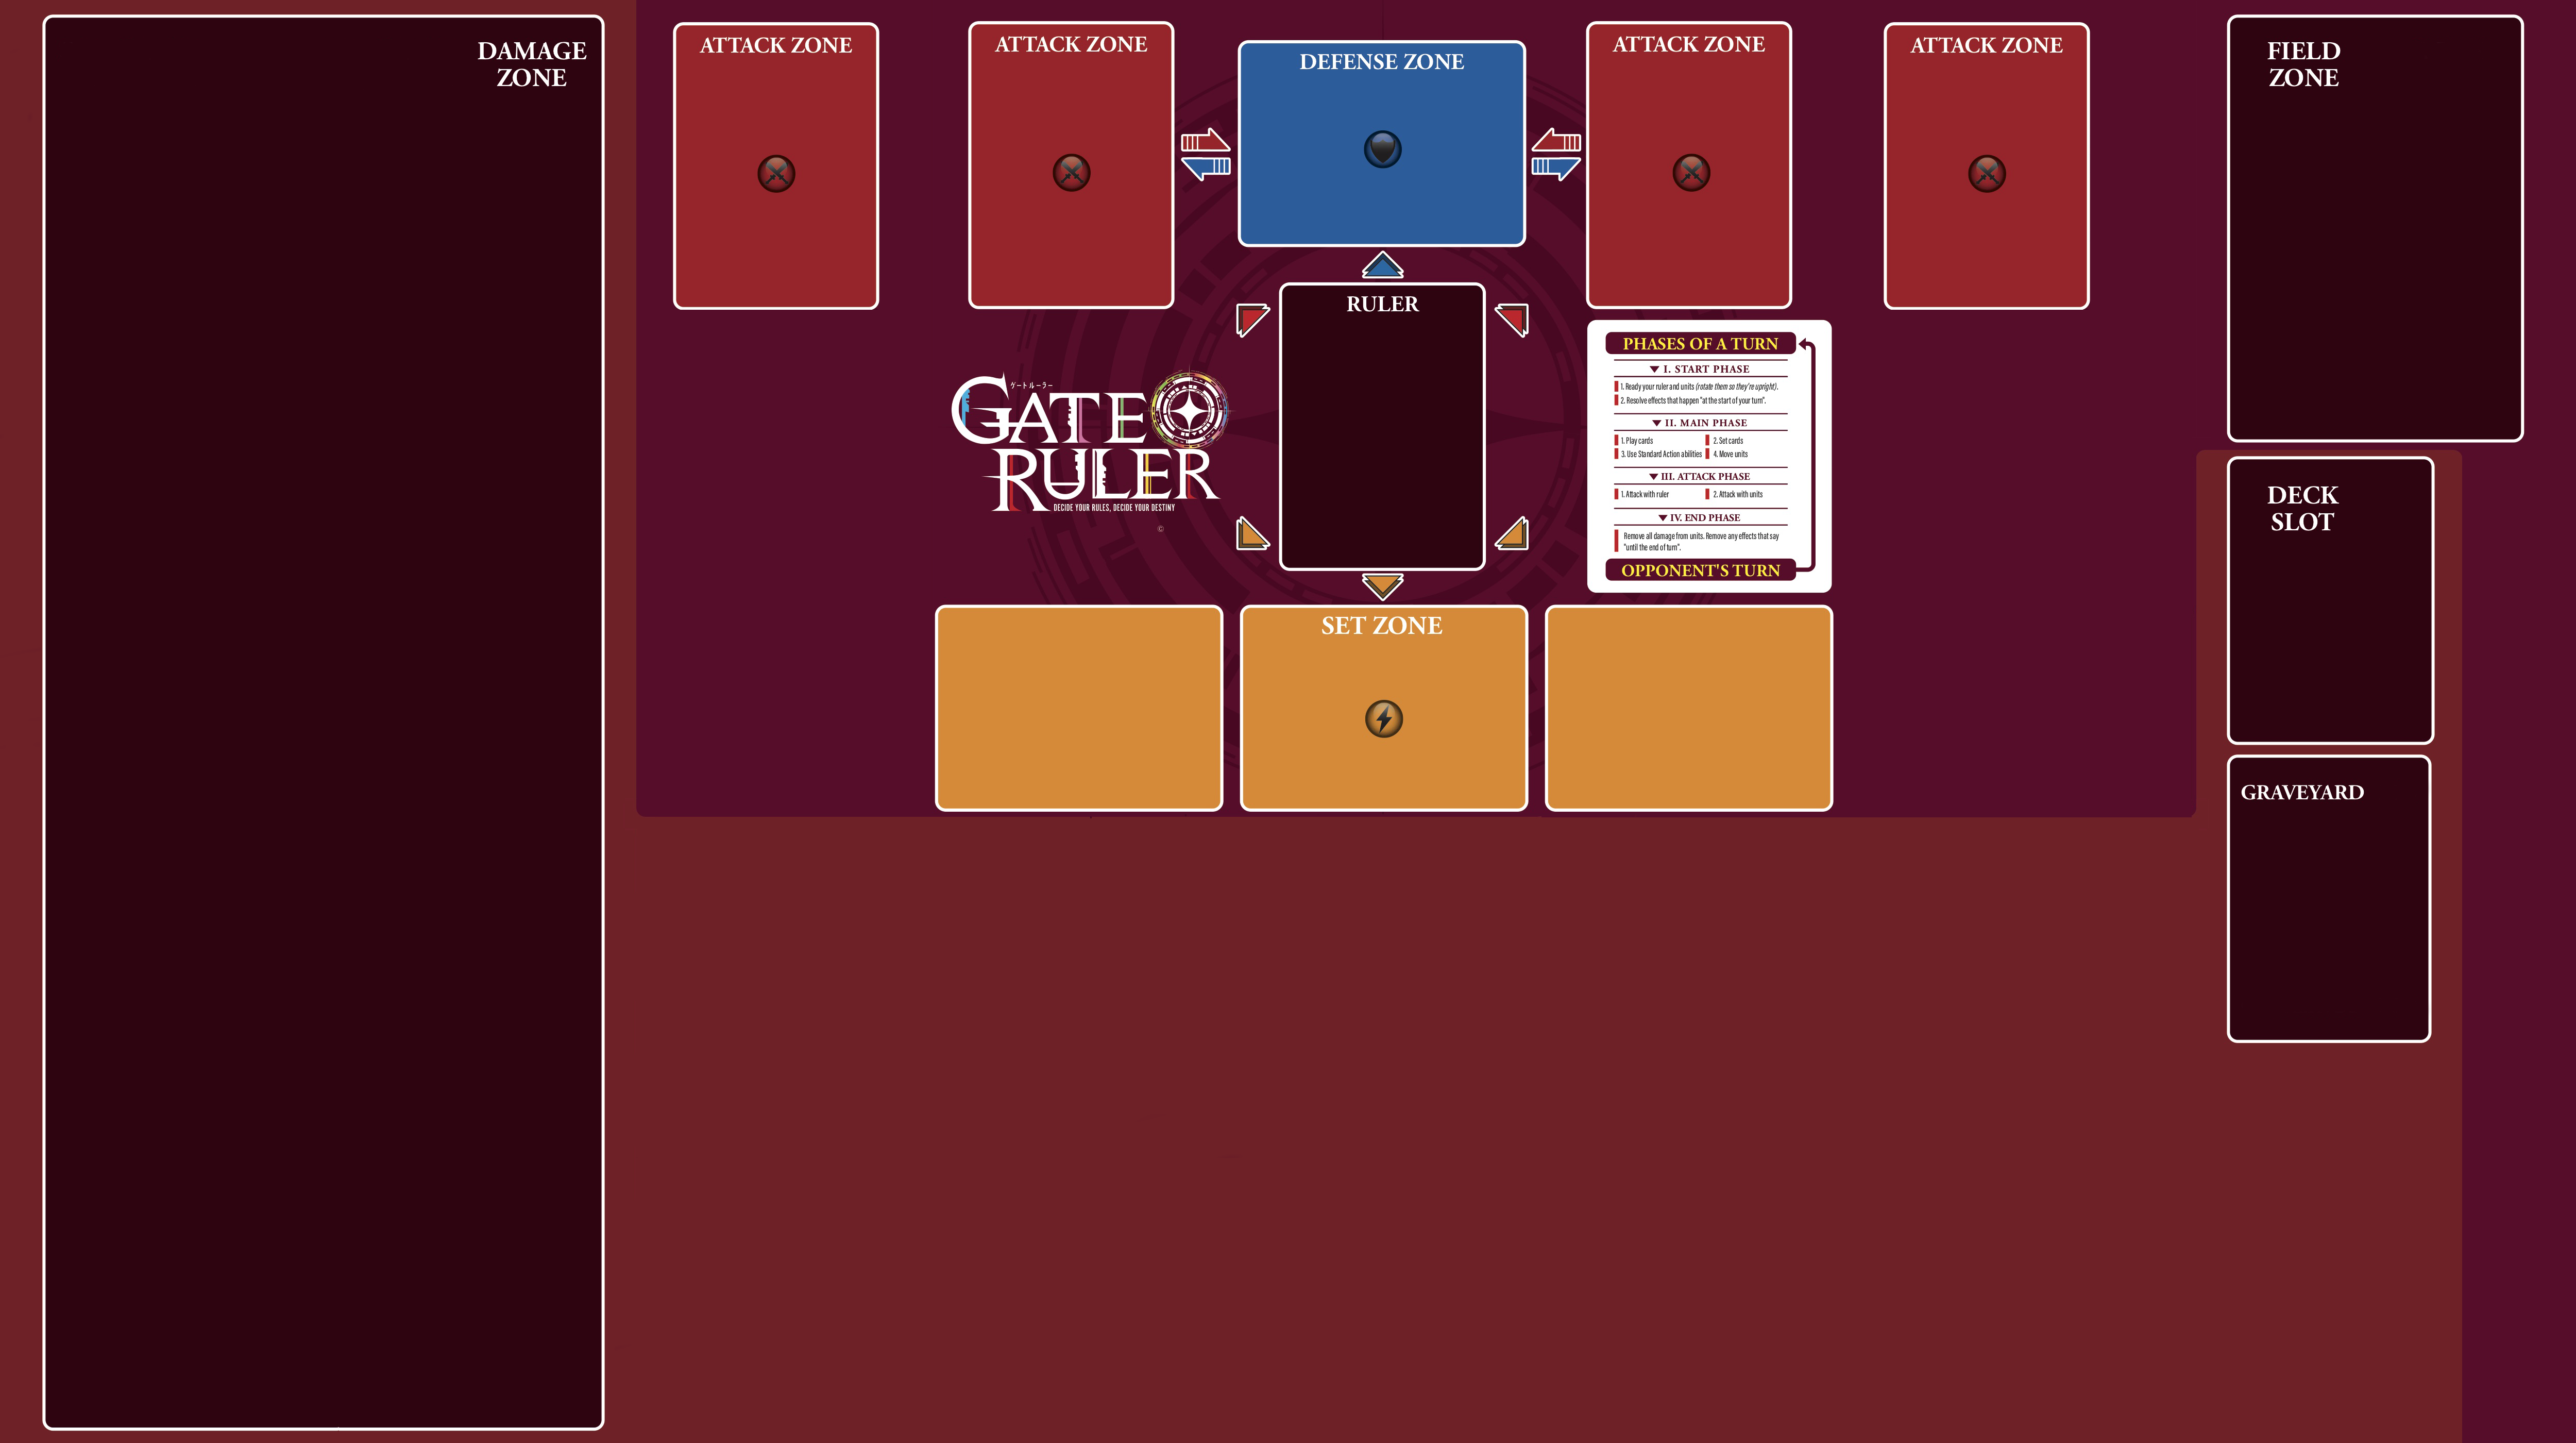 DAMAGE
ZONE
ATTACK ZONE
ATTACK ZONE
DEFENSE ZONE
ATTACK ZONE
ATTACK ZONE
FIELD
ZONE
RULER
ゲートルーラー
GATE
RULER
DECIDE YOUR RULES, DECIDE YOUR DESTINY
©
PHASES OF A TURN
▼ I. START PHASE
1. Ready your ruler and units (rotate them so they're upright).
2. Resolve effects that happen "at the start of your turn".
▼ II. MAIN PHASE
1. Play cards 2. Set cards
3. Use Standard Action abilities 4. Move units
▼ III. ATTACK PHASE
1. Attack with ruler 2. Attack with units
▼ IV. END PHASE
Remove all damage from units. Remove any effects that say
"until the end of turn".
OPPONENT'S TURN
DECK
SLOT
SET ZONE
GRAVEYARD